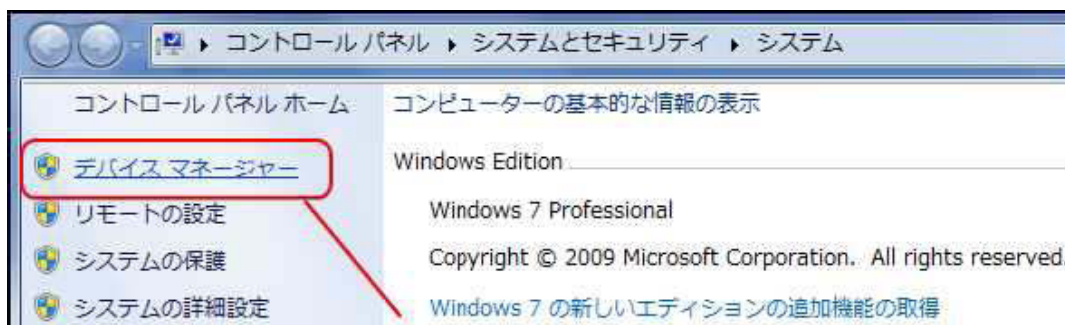 コントロール パネル ▸ システムとセキュリティ ▸ システム
コントロール パネル ホーム
デバイス マネージャー
リモートの設定
システムの保護
システムの詳細設定
コンピューターの基本的な情報の表示
Windows Edition
Windows 7 Professional
Copyright © 2009 Microsoft Corporation. All rights reserved.
Windows 7 の新しいエディションの追加機能の取得